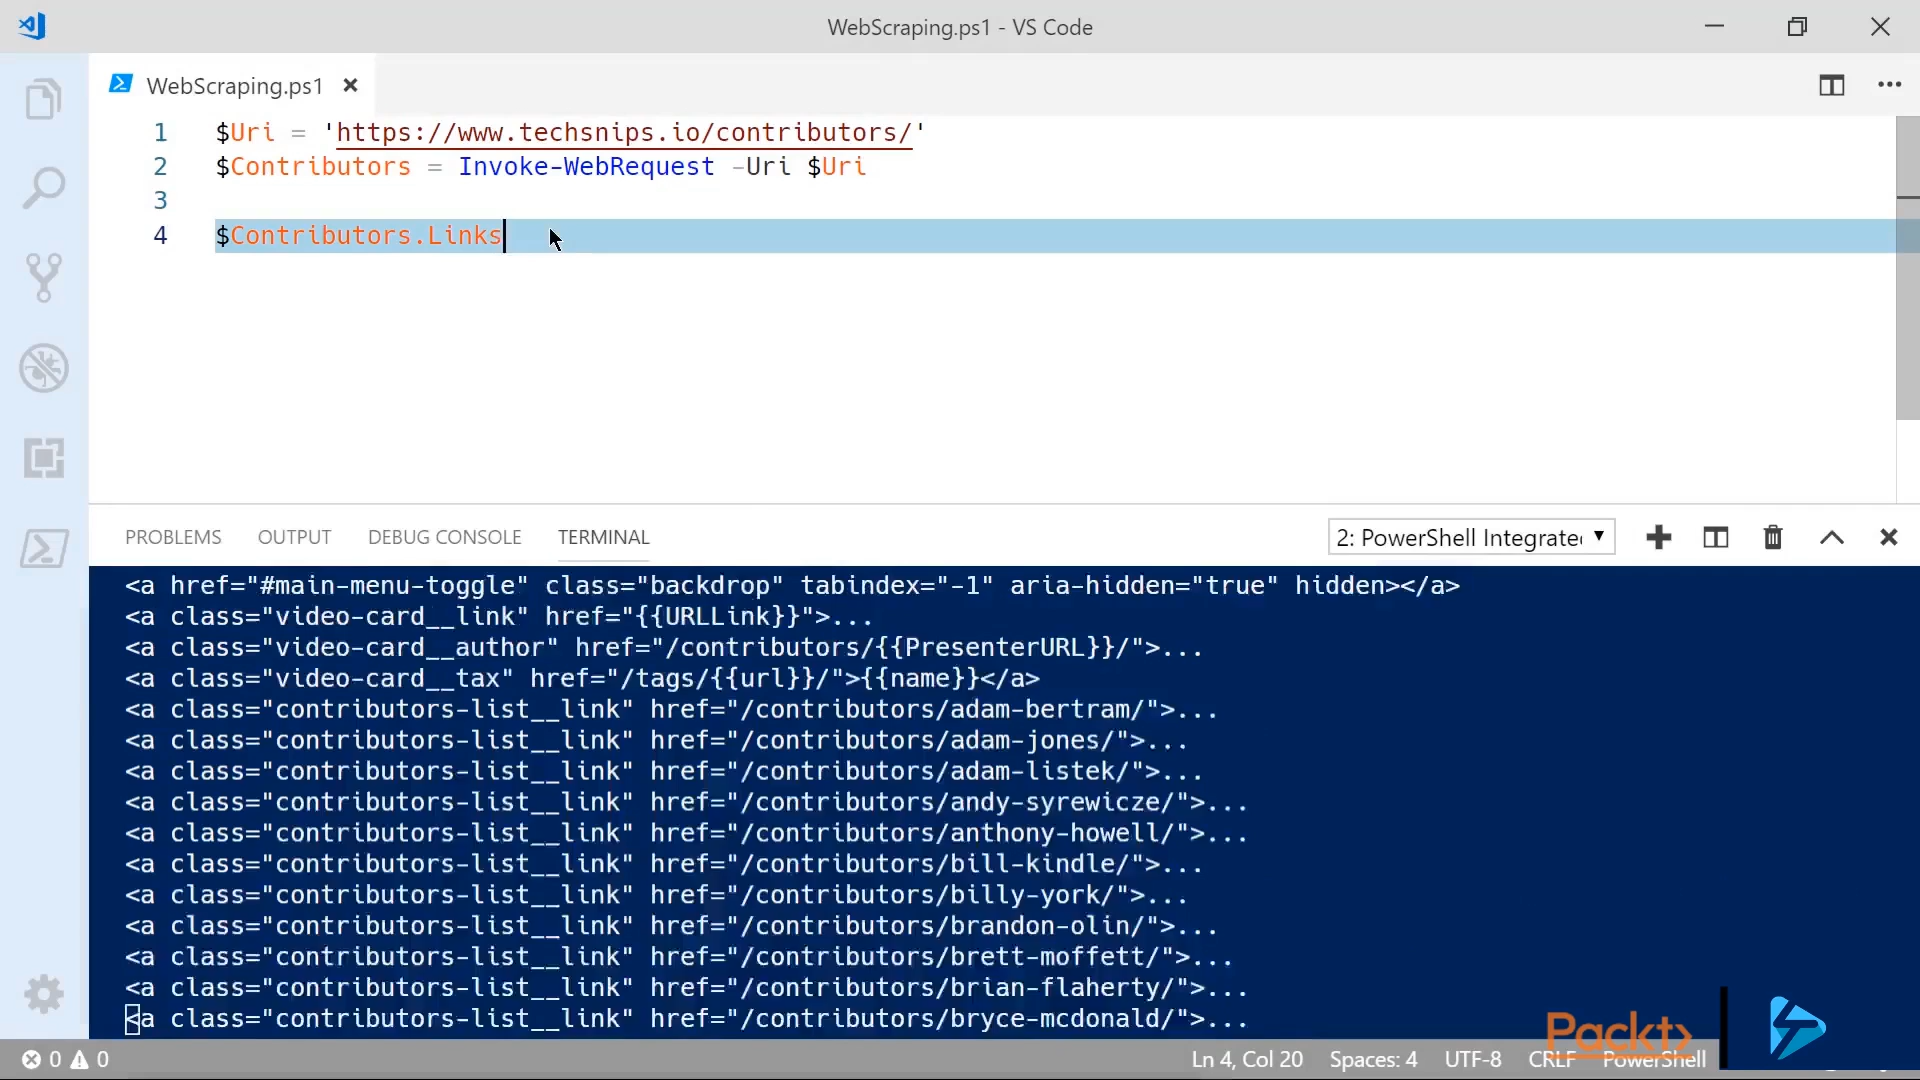 WebScraping.ps1 - VS Code
WebScraping.ps1
1 $Uri = 'https://www.techsnips.io/contributors/'
2 $Contributors = Invoke-WebRequest -Uri $Uri
3
4 $Contributors.Links
PROBLEMS OUTPUT DEBUG CONSOLE TERMINAL 2: PowerShell Integrate
<a href="#main-menu-toggle" class="backdrop" tabindex="-1" aria-hidden="true" hidden></a>
<a class="video-card__link" href="{{URLLink}}">...
<a class="video-card__author" href="/contributors/{{PresenterURL}}/">...
<a class="video-card__tax" href="/tags/{{url}}/">{{name}}</a>
<a class="contributors-list__link" href="/contributors/adam-bertram/">...
<a class="contributors-list__link" href="/contributors/adam-jones/">...
<a class="contributors-list__link" href="/contributors/adam-listek/">...
<a class="contributors-list__link" href="/contributors/andy-syrewicze/">...
<a class="contributors-list__link" href="/contributors/anthony-howell/">...
<a class="contributors-list__link" href="/contributors/bill-kindle/">...
<a class="contributors-list__link" href="/contributors/billy-york/">...
<a class="contributors-list__link" href="/contributors/brandon-olin/">...
<a class="contributors-list__link" href="/contributors/brett-moffett/">...
<a class="contributors-list__link" href="/contributors/brian-flaherty/">...
<a class="contributors-list__link" href="/contributors/bryce-mcdonald/">...
Packt>
0 0 Ln 4, Col 20 Spaces: 4 UTF-8 CRLF PowerShell